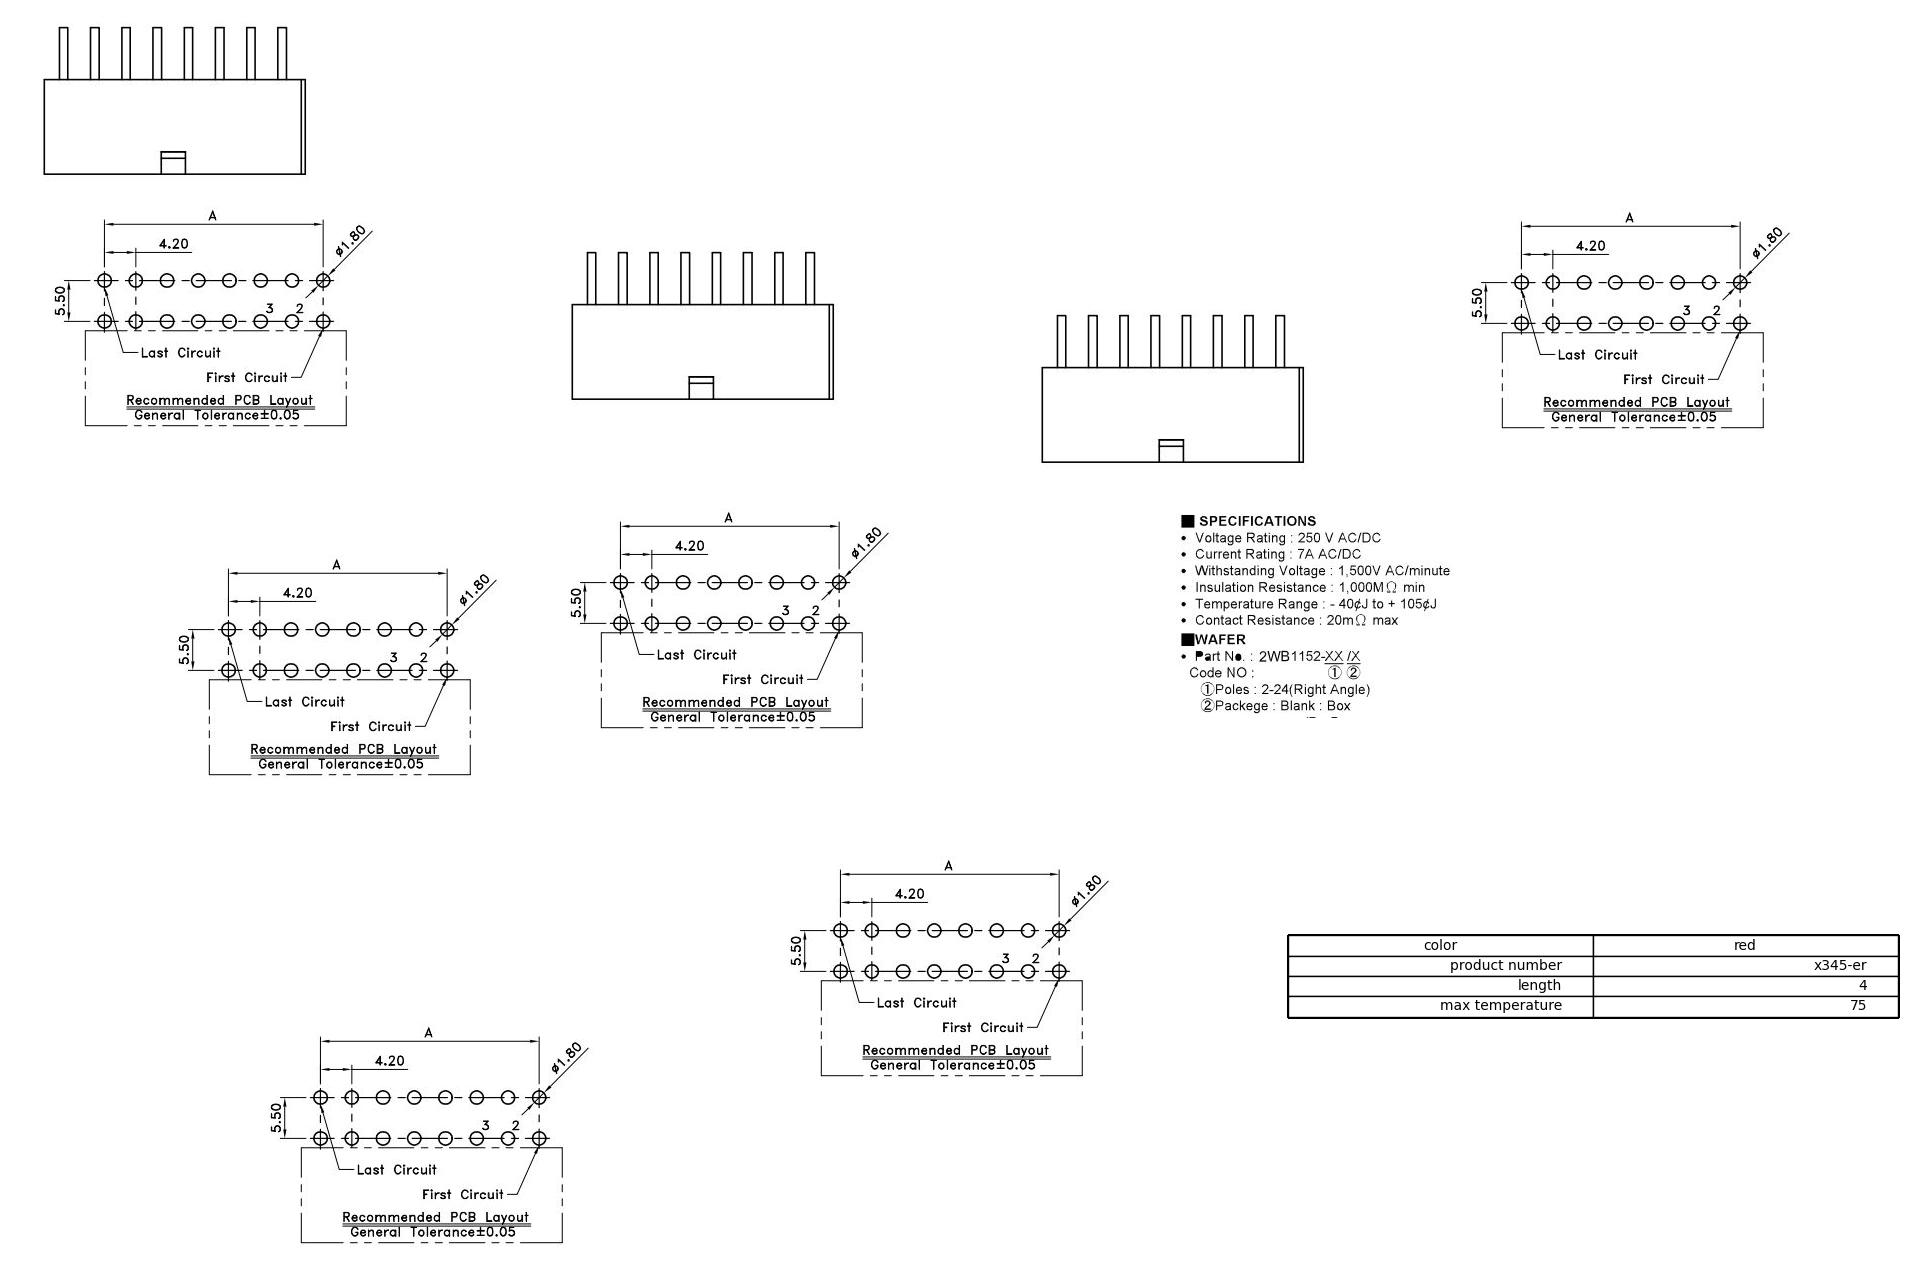 A
4.20
ø1.80
5.50
3 2
Last Circuit
First Circuit
Recommended PCB Layout
General Tolerance±0.05
A
4.20
ø1.80
5.50
3 2
Last Circuit
First Circuit
Recommended PCB Layout
General Tolerance±0.05
A
4.20
ø1.80
5.50
3 2
Last Circuit
First Circuit
Recommended PCB Layout
General Tolerance±0.05
A
4.20
ø1.80
5.50
3 2
Last Circuit
First Circuit
Recommended PCB Layout
General Tolerance±0.05
■ SPECIFICATIONS
• Voltage Rating : 250 V AC/DC
• Current Rating : 7A AC/DC
• Withstanding Voltage : 1,500V AC/minute
• Insulation Resistance : 1,000MΩ min
• Temperature Range : - 40¢J to + 105¢J
• Contact Resistance : 20mΩ max
■WAFER
• Part No. : 2WB1152-XX /X
Code NO : ① ②
①Poles : 2-24(Right Angle)
②Packege : Blank : Box
A
4.20
ø1.80
5.50
3 2
Last Circuit
First Circuit
Recommended PCB Layout
General Tolerance±0.05
color red
product number x345-er
length 4
max temperature 75
A
4.20
ø1.80
5.50
3 2
Last Circuit
First Circuit
Recommended PCB Layout
General Tolerance±0.05